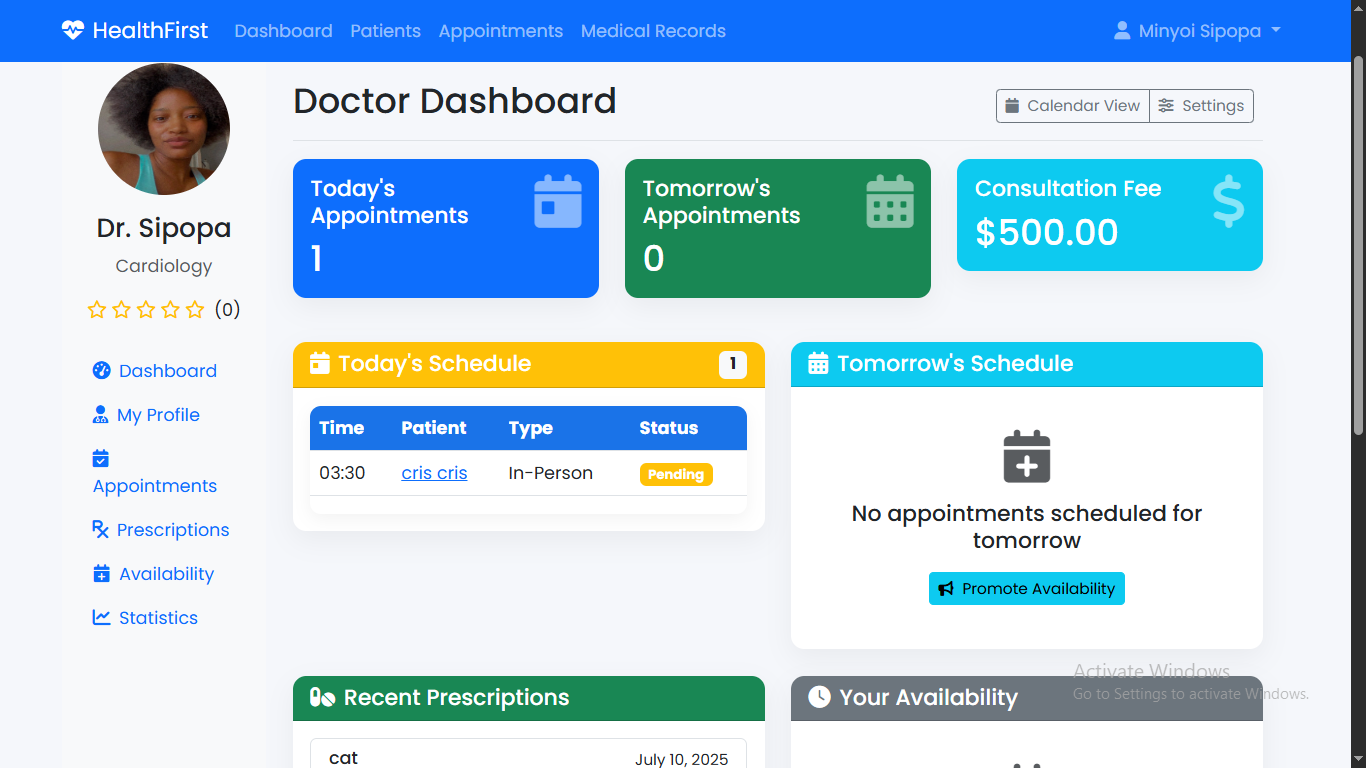 HealthFirst Dashboard Patients Appointments Medical Records Minyoi Sipopa
Dr. Sipopa
Cardiology
(0)
Dashboard
My Profile
Appointments
Prescriptions
Availability
Statistics
Doctor Dashboard
Calendar View Settings
Today's
Appointments
1
Tomorrow's
Appointments
0
Consultation Fee
$500.00
Today's Schedule 1
Time Patient Type Status
03:30 cris cris In-Person Pending
Tomorrow's Schedule
No appointments scheduled for
tomorrow
Promote Availability
Recent Prescriptions
cat July 10, 2025
Your Availability
Activate Windows
Go to Settings to activate Windows.